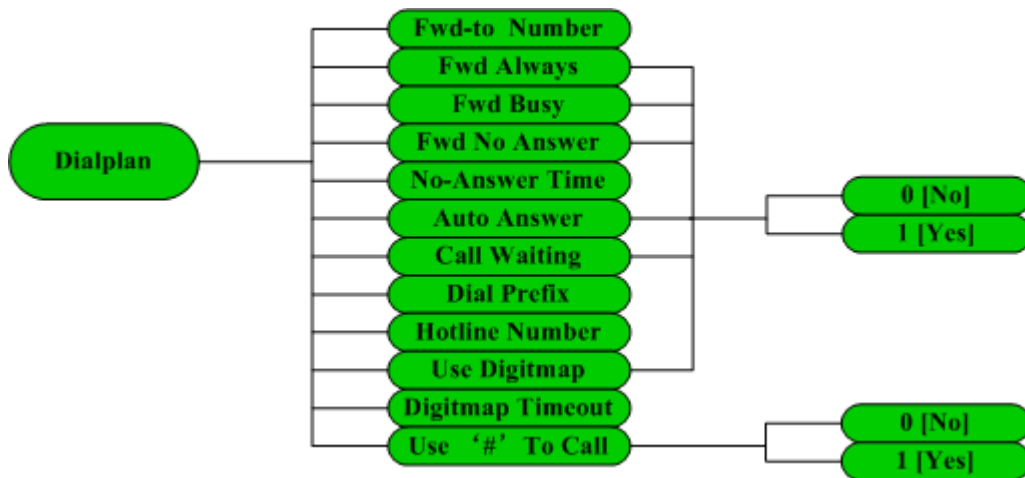 Dialplan
Fwd-to Number
Fwd Always
Fwd Busy
Fwd No Answer
No-Answer Time
Auto Answer
Call Waiting
Dial Prefix
Hotline Number
Use Digitmap
Digitmap Timeout
Use ‘#’ To Call
0 [No]
1 [Yes]
0 [No]
1 [Yes]